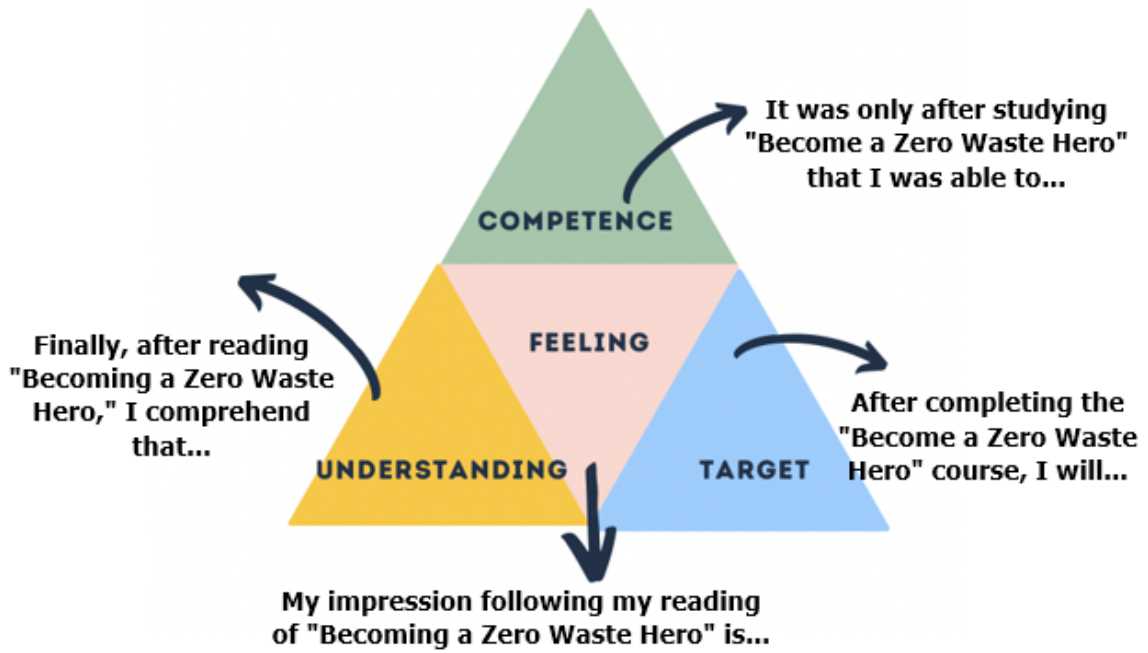 It was only after studying
"Become a Zero Waste Hero"
that I was able to...
COMPETENCE
FEELING
Finally, after reading
"Becoming a Zero Waste
Hero," I comprehend
that...
After completing the
"Become a Zero Waste
Hero" course, I will...
UNDERSTANDING
TARGET
My impression following my reading
of "Becoming a Zero Waste Hero" is...